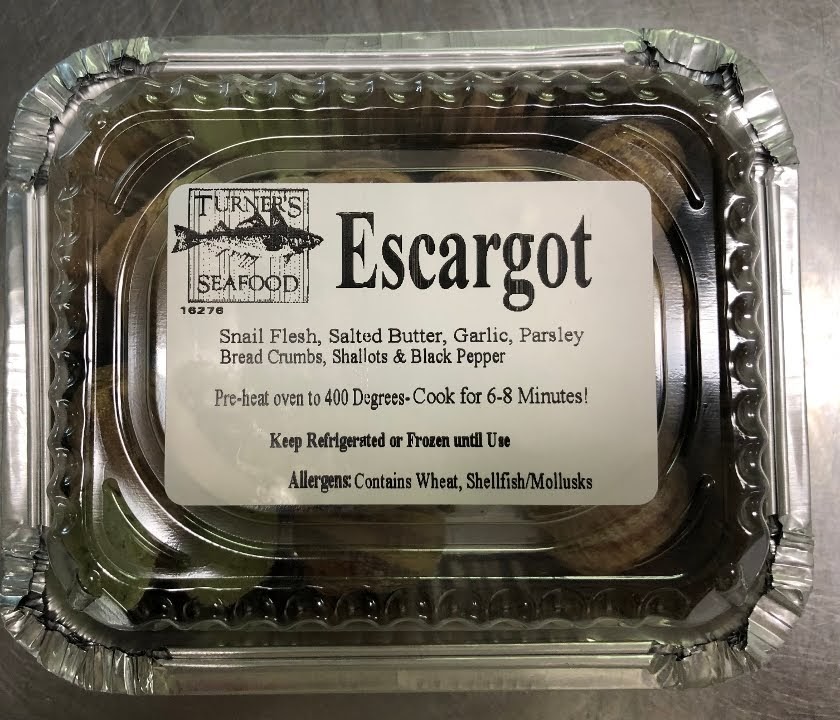 TURNER'S
SEAFOOD
16276
Escargot
Snail Flesh, Salted Butter, Garlic, Parsley
Bread Crumbs, Shallots & Black Pepper
Pre-heat oven to 400 Degrees- Cook for 6-8 Minutes!
Keep Refrigerated or Frozen until Use
Allergens: Contains Wheat, Shellfish/Mollusks